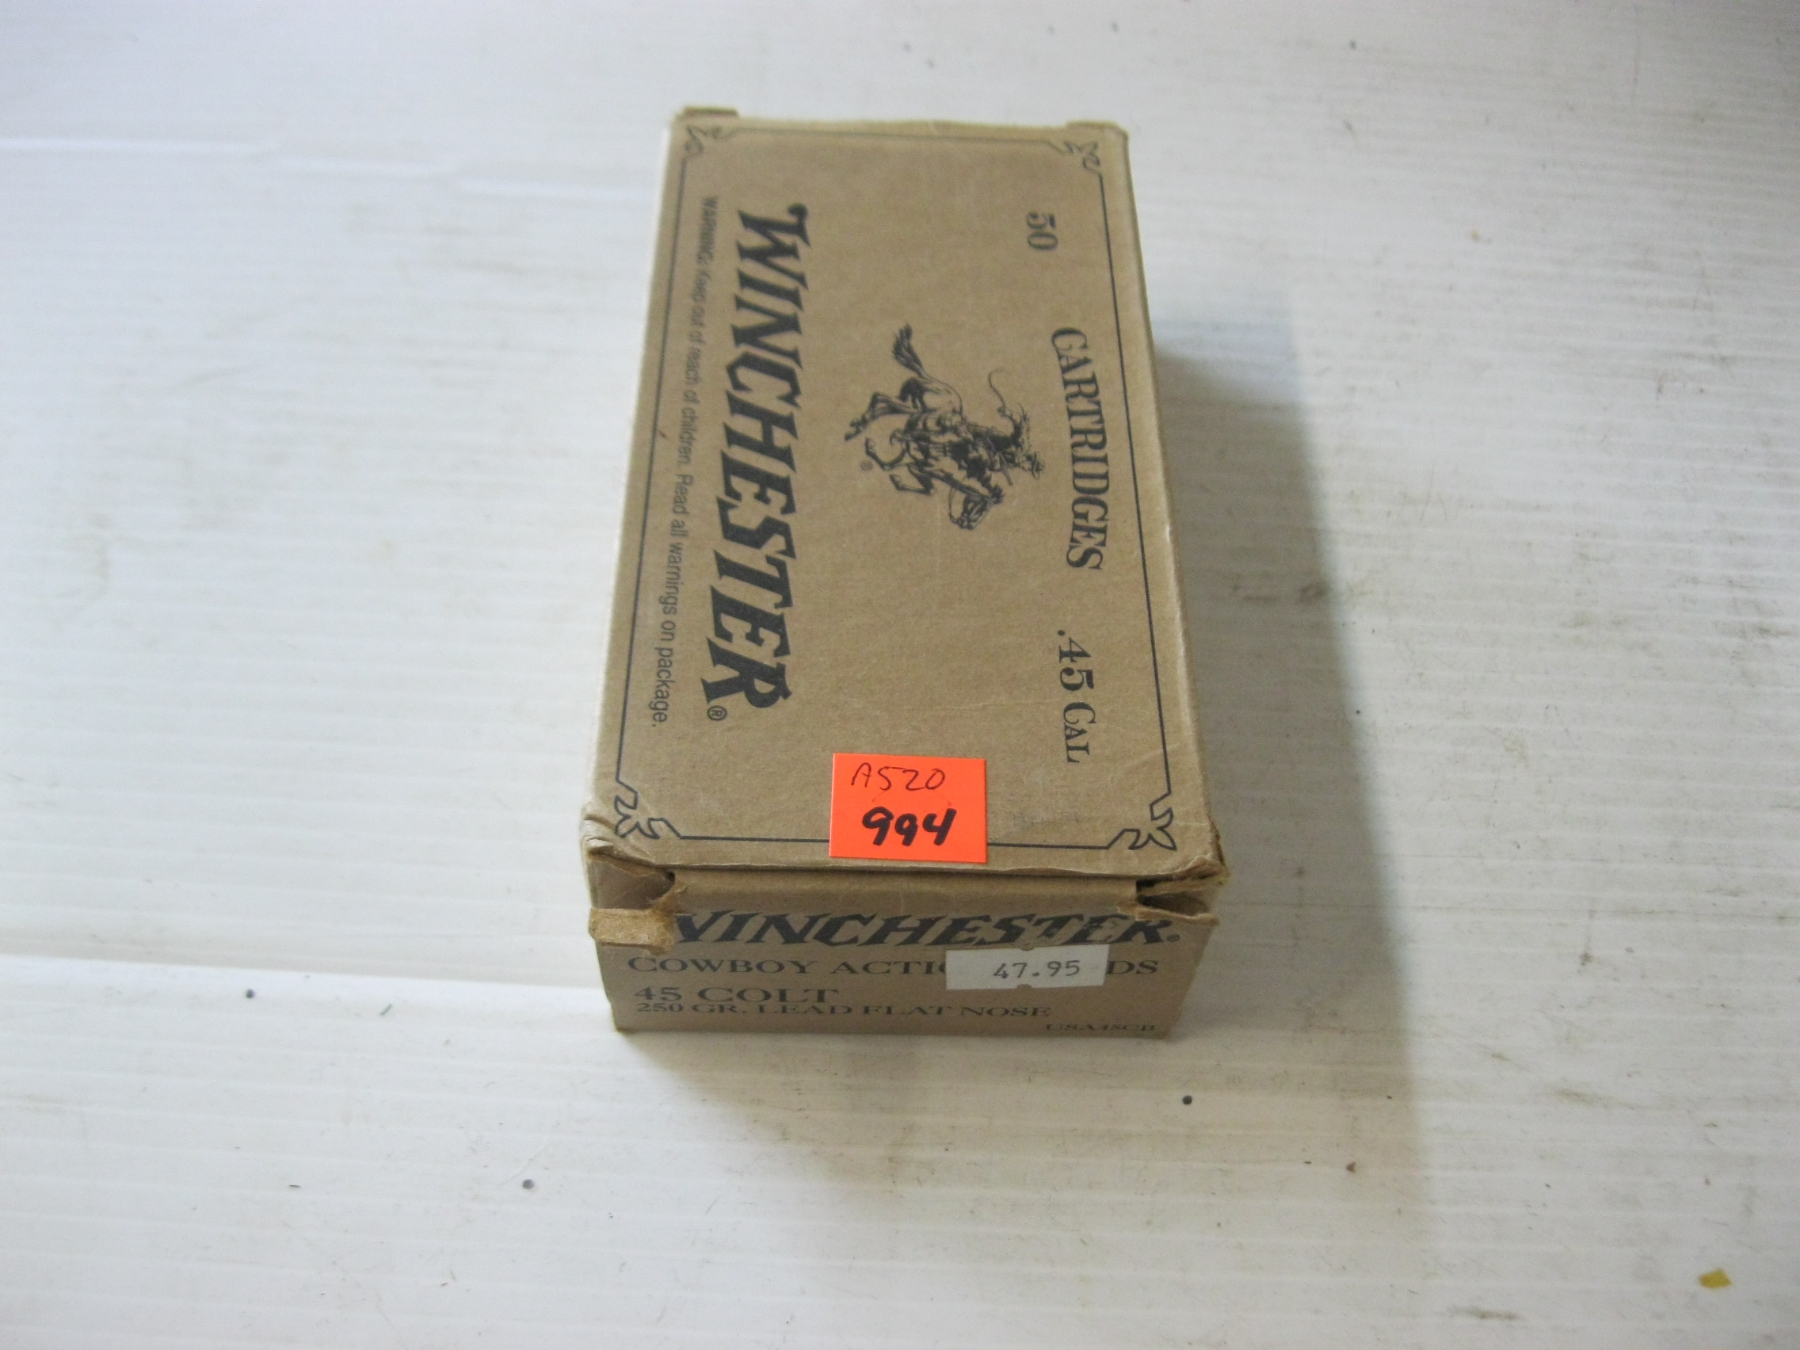 50 CARTRIDGES .45 CAL
WINCHESTER®
WARNING: Keep out of reach of children. Read all warnings on package.
A520
994
WINCHESTER®
COWBOY ACTI DS
47.95
45 COLT
250 GR. LEAD FLAT NOSE
USA45CB